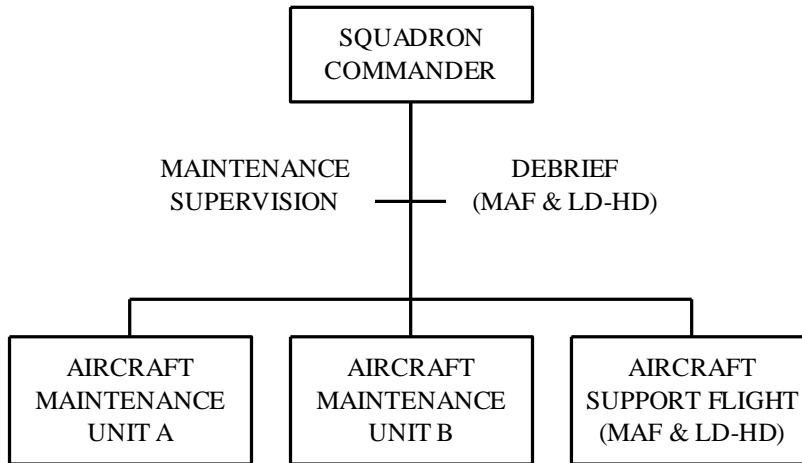 SQUADRON
COMMANDER
MAINTENANCE
SUPERVISION
DEBRIEF
(MAF & LD-HD)
AIRCRAFT
MAINTENANCE
UNIT A
AIRCRAFT
MAINTENANCE
UNIT B
AIRCRAFT
SUPPORT FLIGHT
(MAF & LD-HD)